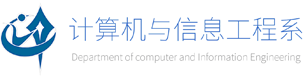 计算机与信息工程系
Department of computer and Information Engineering